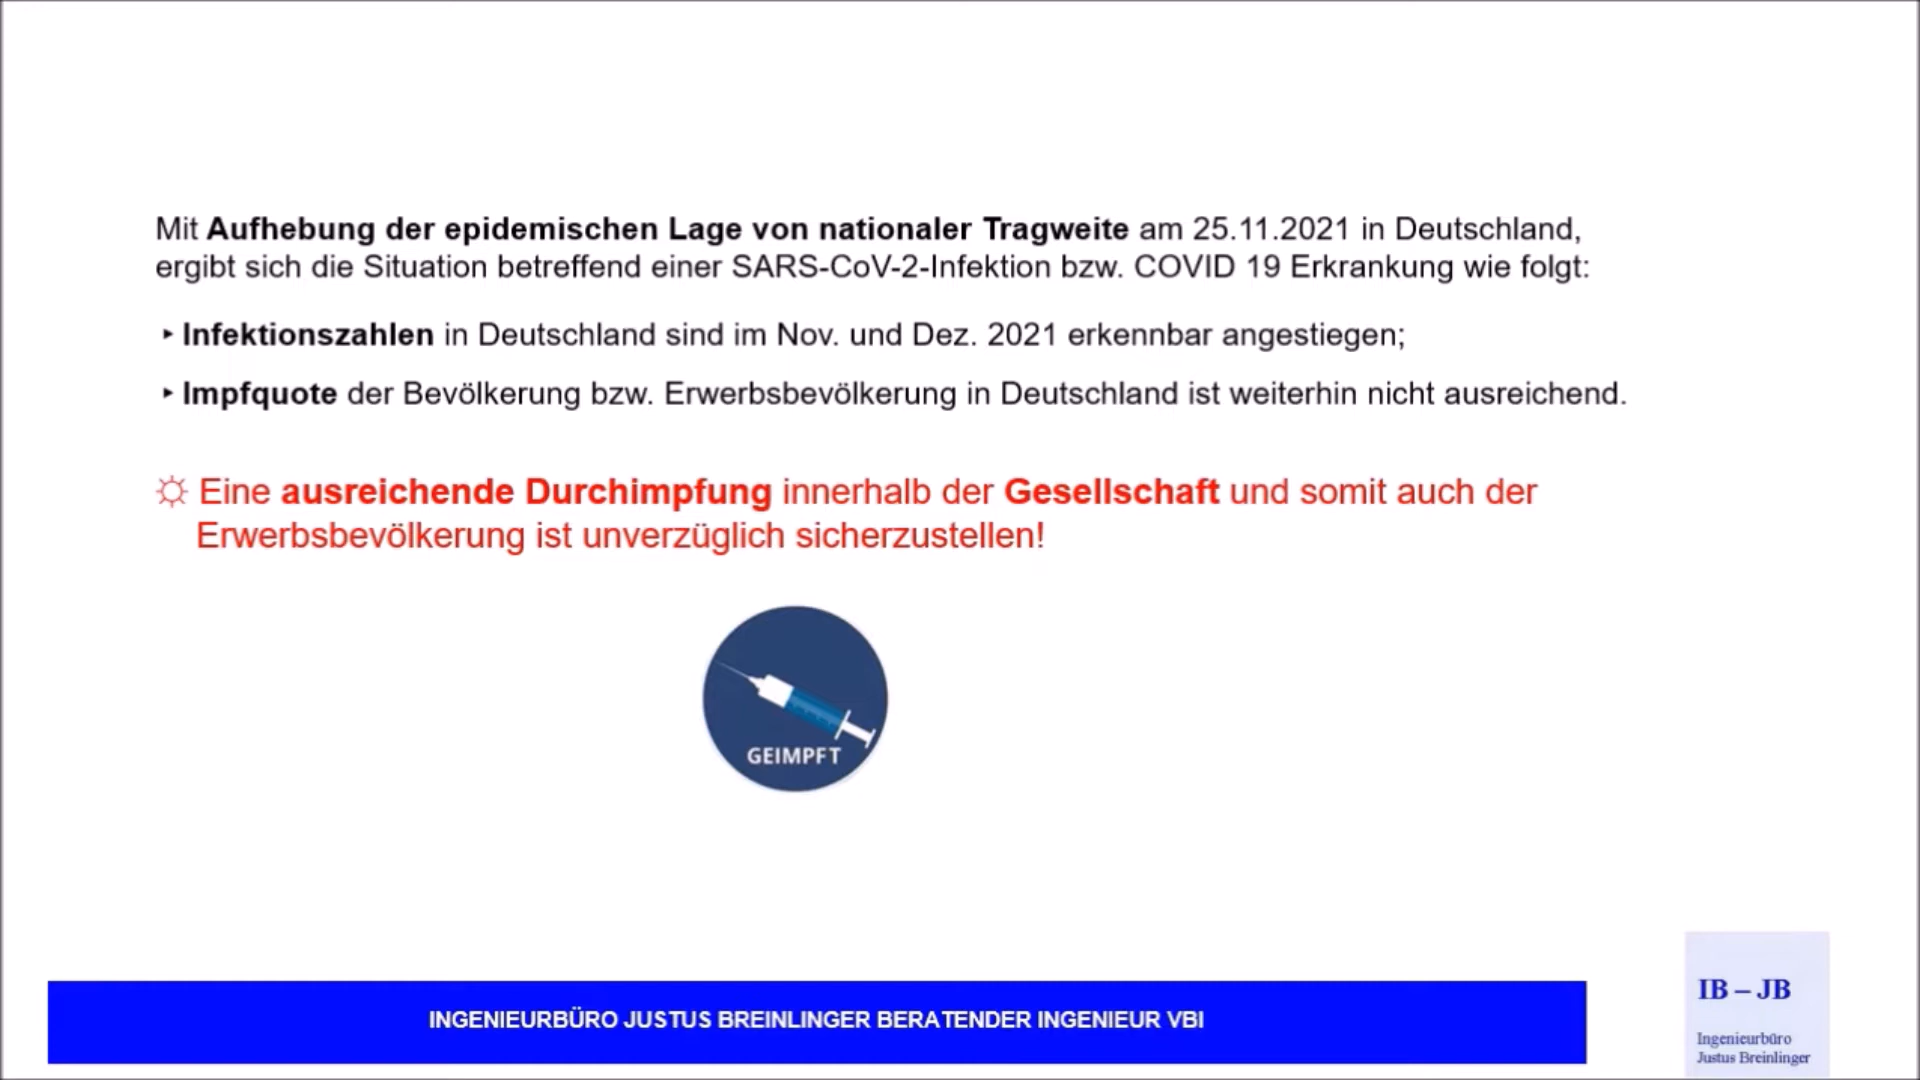 Mit Aufhebung der epidemischen Lage von nationaler Tragweite am 25.11.2021 in Deutschland,
ergibt sich die Situation betreffend einer SARS-CoV-2-Infektion bzw. COVID 19 Erkrankung wie folgt:
‣ Infektionszahlen in Deutschland sind im Nov. und Dez. 2021 erkennbar angestiegen;
‣ Impfquote der Bevölkerung bzw. Erwerbsbevölkerung in Deutschland ist weiterhin nicht ausreichend.
☼ Eine ausreichende Durchimpfung innerhalb der Gesellschaft und somit auch der
Erwerbsbevölkerung ist unverzüglich sicherzustellen!
GEIMPFT
INGENIEURBÜRO JUSTUS BREINLINGER BERATENDER INGENIEUR VBI
IB – JB
Ingenieurbüro
Justus Breinlinger